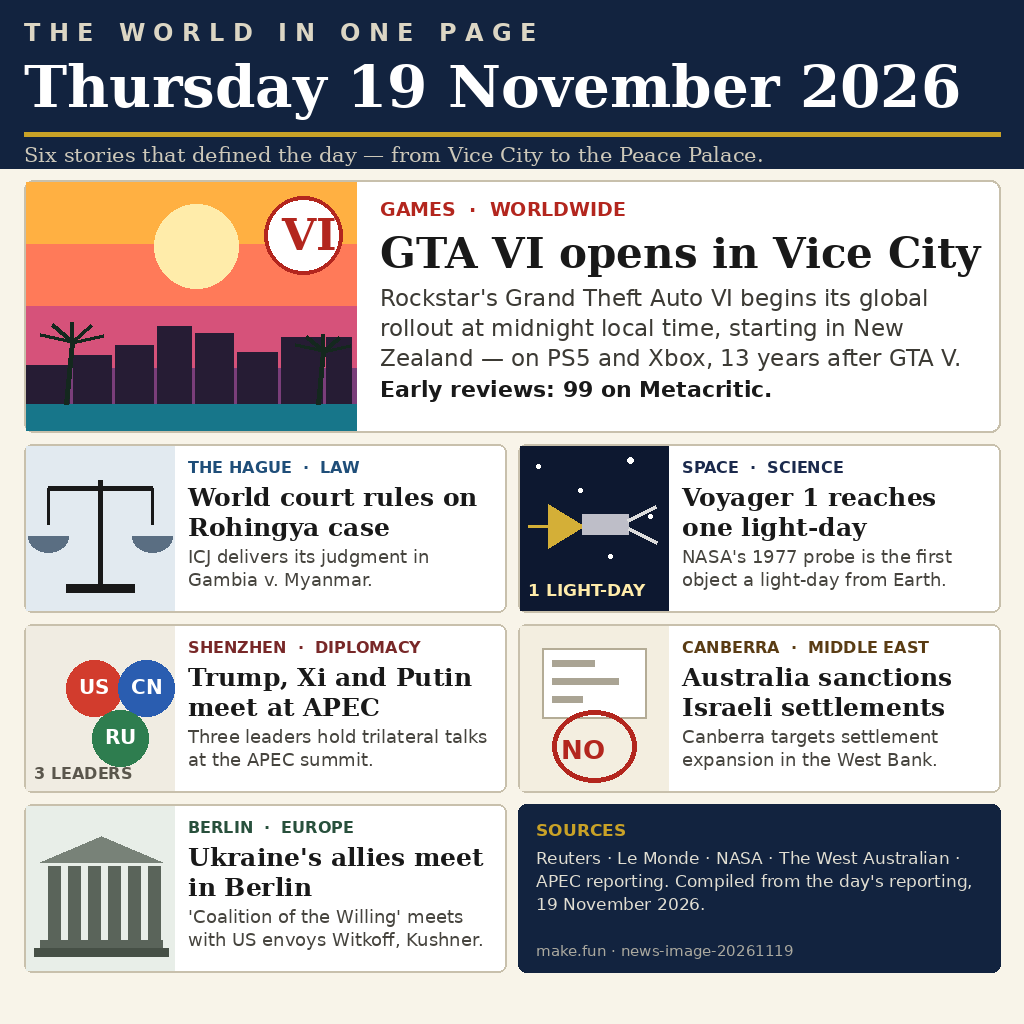 THE WORLD IN ONE PAGE
Thursday 19 November 2026
Six stories that defined the day — from Vice City to the Peace Palace.
VI
GAMES · WORLDWIDE
GTA VI opens in Vice City
Rockstar's Grand Theft Auto VI begins its global
rollout at midnight local time, starting in New
Zealand — on PS5 and Xbox, 13 years after GTA V.
Early reviews: 99 on Metacritic.
THE HAGUE · LAW
World court rules on
Rohingya case
ICJ delivers its judgment in
Gambia v. Myanmar.
1 LIGHT-DAY
SPACE · SCIENCE
Voyager 1 reaches
one light-day
NASA's 1977 probe is the first
object a light-day from Earth.
US
CN
RU
3 LEADERS
SHENZHEN · DIPLOMACY
Trump, Xi and Putin
meet at APEC
Three leaders hold trilateral talks
at the APEC summit.
NO
CANBERRA · MIDDLE EAST
Australia sanctions
Israeli settlements
Canberra targets settlement
expansion in the West Bank.
BERLIN · EUROPE
Ukraine's allies meet
in Berlin
'Coalition of the Willing' meets
with US envoys Witkoff, Kushner.
SOURCES
Reuters · Le Monde · NASA · The West Australian ·
APEC reporting. Compiled from the day's reporting,
19 November 2026.
make.fun · news-image-20261119